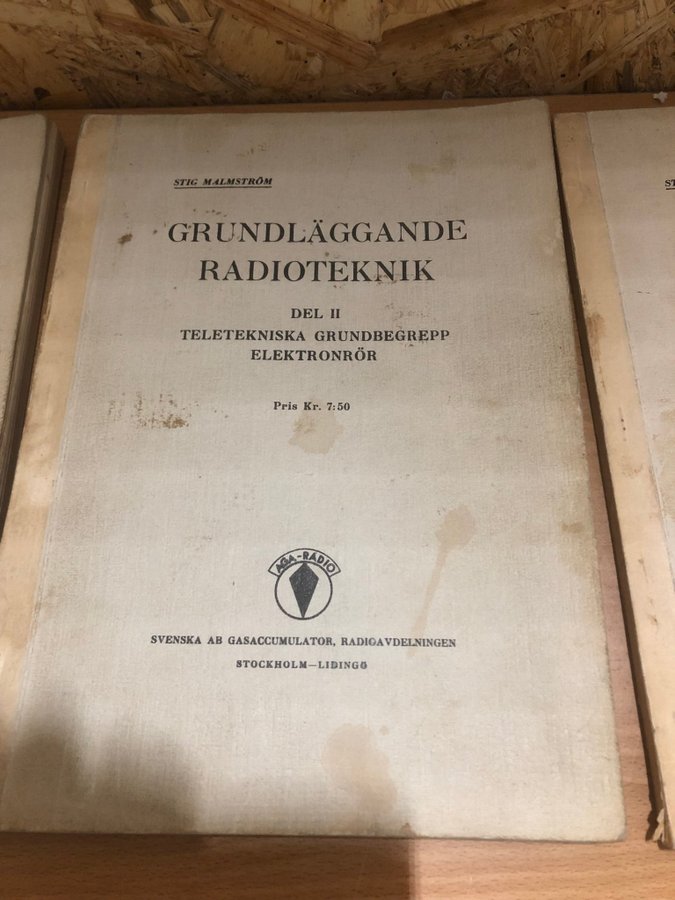 STIG MALMSTRÖM
GRUNDLÄGGANDE
RADIOTEKNIK
DEL II
TELETEKNISKA GRUNDBEGREPP
ELEKTRONRÖR
Pris Kr. 7:50
AGA-RADIO
SVENSKA AB GASACCUMULATOR, RADIOAVDELNINGEN
STOCKHOLM—LIDINGÖ